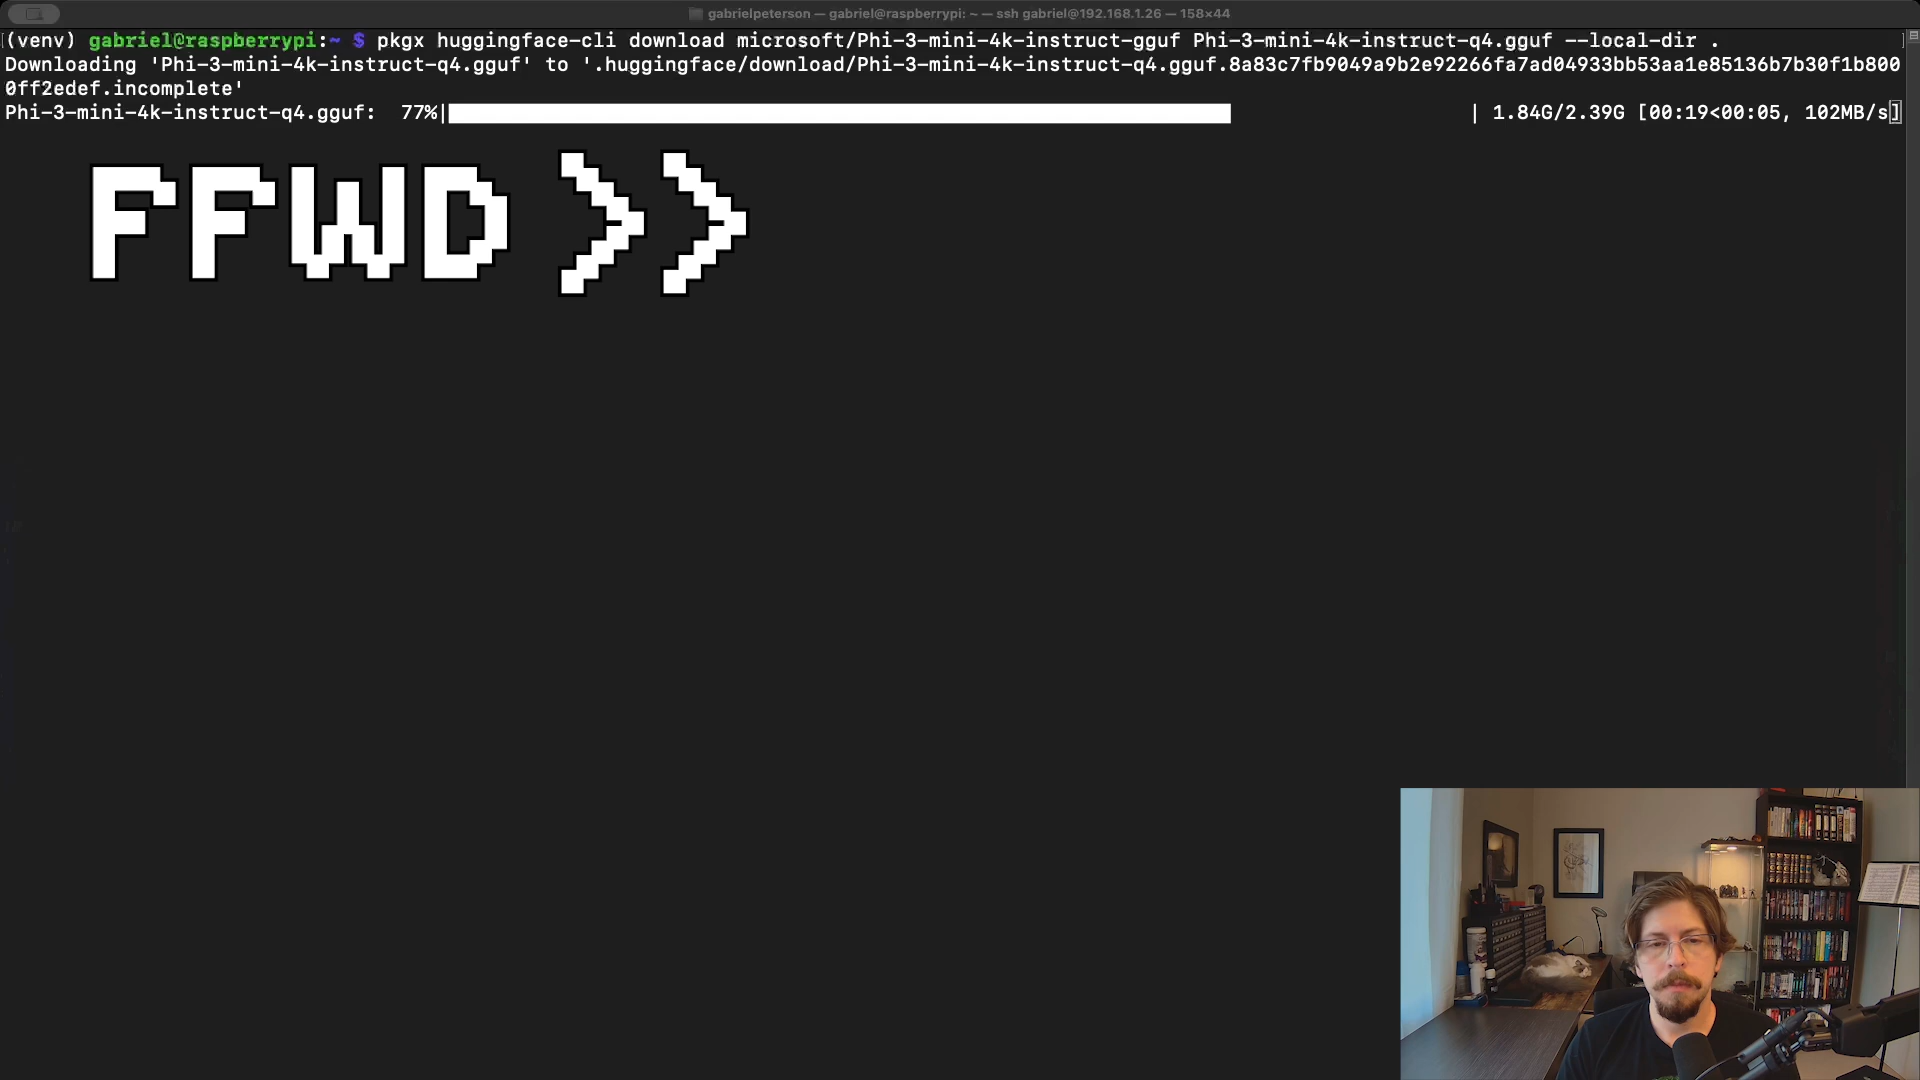 gabrielpeterson — gabriel@raspberrypi: ~ — ssh gabriel@192.168.1.26 — 158×44
(venv) gabriel@raspberrypi:~ $ pkgx huggingface-cli download microsoft/Phi-3-mini-4k-instruct-gguf Phi-3-mini-4k-instruct-q4.gguf --local-dir .
Downloading 'Phi-3-mini-4k-instruct-q4.gguf' to '.huggingface/download/Phi-3-mini-4k-instruct-q4.gguf.8a83c7fb9049a9b2e92266fa7ad04933bb53aa1e85136b7b30f1b800
0ff2edef.incomplete'
Phi-3-mini-4k-instruct-q4.gguf:  77%| | 1.84G/2.39G [00:19<00:05, 102MB/s]
FFWD >>